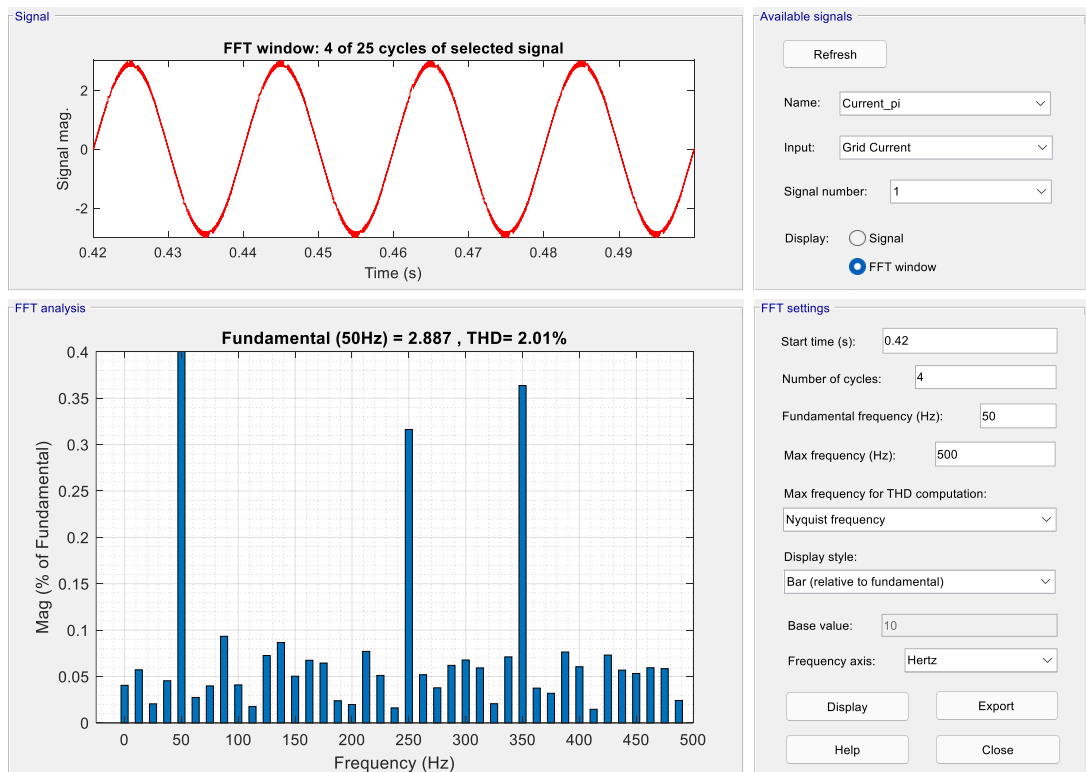 Signal
FFT window: 4 of 25 cycles of selected signal
Signal mag.
2
0
-2
0.42 0.43 0.44 0.45 0.46 0.47 0.48 0.49
Time (s)
Available signals
Refresh
Name: Current_pi
Input: Grid Current
Signal number: 1
Display: Signal
FFT window
FFT analysis
Fundamental (50Hz) = 2.887 , THD= 2.01%
Mag (% of Fundamental)
0.4
0.35
0.3
0.25
0.2
0.15
0.1
0.05
0
0 50 100 150 200 250 300 350 400 450 500
Frequency (Hz)
FFT settings
Start time (s): 0.42
Number of cycles: 4
Fundamental frequency (Hz): 50
Max frequency (Hz): 500
Max frequency for THD computation:
Nyquist frequency
Display style:
Bar (relative to fundamental)
Base value: 10
Frequency axis: Hertz
Display Export
Help Close